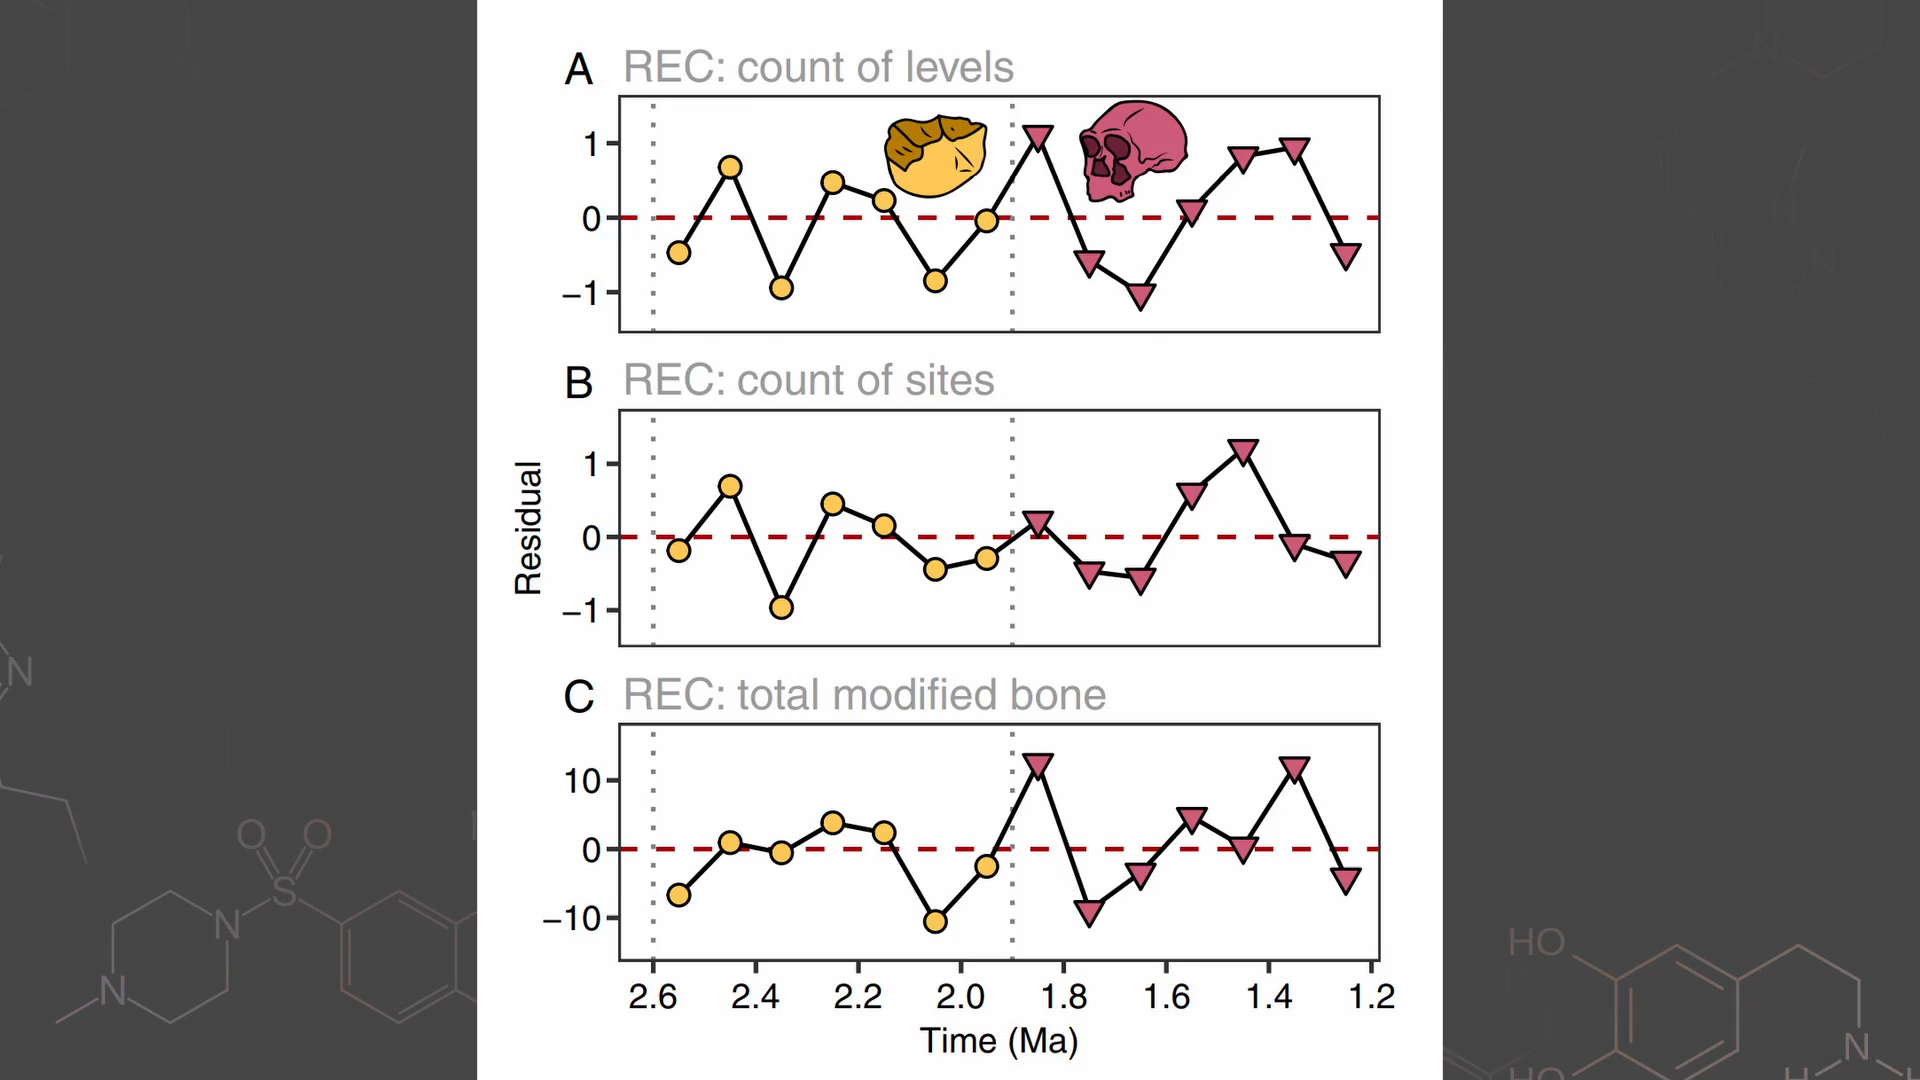 A REC: count of levels
1
0
−1
B REC: count of sites
1
0
−1
Residual
C REC: total modified bone
10
0
−10
2.6 2.4 2.2 2.0 1.8 1.6 1.4 1.2
Time (Ma)
N
O O
S
N
N
HO
N
HO